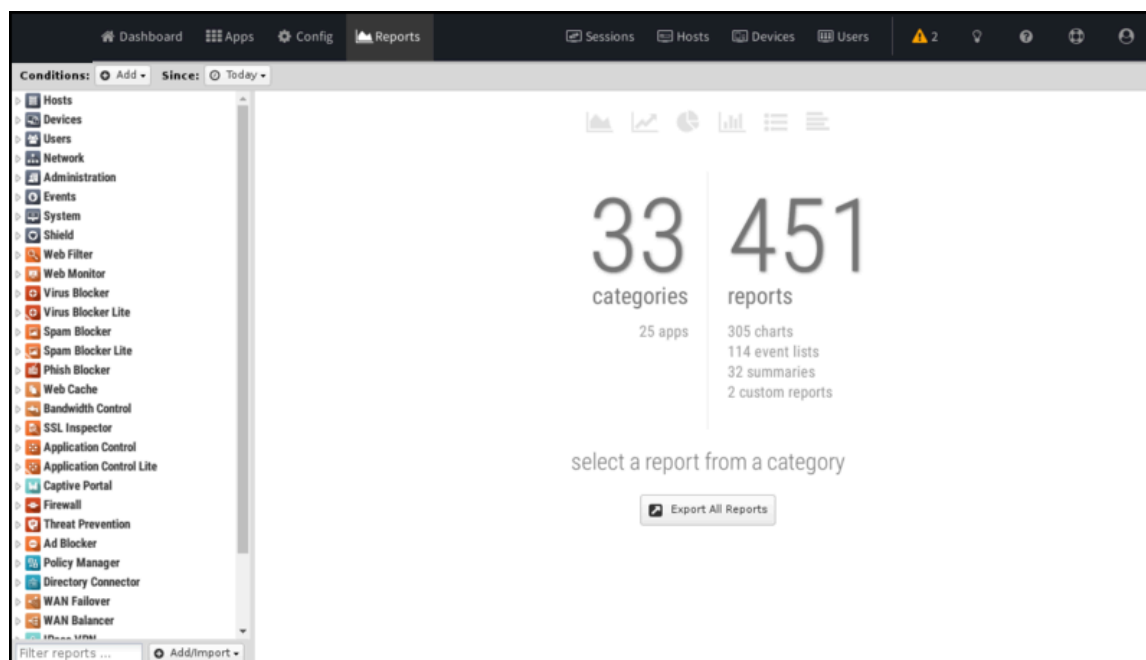 Dashboard Apps Config Reports Sessions Hosts Devices Users 2
Conditions: Add Since: Today
Hosts
Devices
Users
Network
Administration
Events
System
Shield
Web Filter
Web Monitor
Virus Blocker
Virus Blocker Lite
Spam Blocker
Spam Blocker Lite
Phish Blocker
Web Cache
Bandwidth Control
SSL Inspector
Application Control
Application Control Lite
Captive Portal
Firewall
Threat Prevention
Ad Blocker
Policy Manager
Directory Connector
WAN Failover
WAN Balancer
IPsec VPN
Filter reports ... Add/Import
33
categories
25 apps
451
reports
305 charts
114 event lists
32 summaries
2 custom reports
select a report from a category
Export All Reports